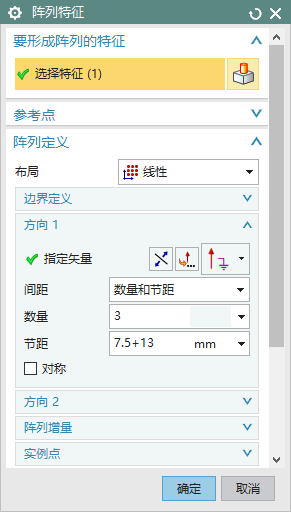 阵列特征
要形成阵列的特征
选择特征 (1)
参考点
阵列定义
布局 线性
边界定义
方向 1
指定矢量
间距 数量和节距
数量 3
节距 7.5+13 mm
对称
方向 2
阵列增量
实例点
确定 取消